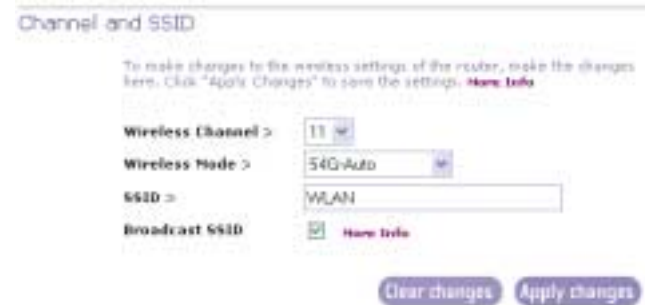 Channel and SSID
To make changes to the wireless settings of the router, make the changes
here. Click "Apply Changes" to save the settings. More Info
Wireless Channel > 11
Wireless Mode > 54G-Auto
SSID > WLAN
Broadcast SSID More Info
Clear changes Apply changes